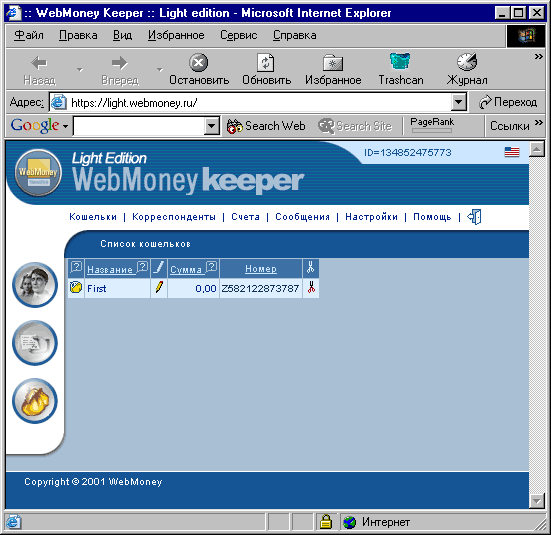 :: WebMoney Keeper :: Light edition - Microsoft Internet Explorer
Файл Правка Вид Избранное Сервис Справка
Назад Вперед Остановить Обновить Избранное Trashcan Журнал
Адрес: https://light.webmoney.ru/ Переход
Google Search Web Search Site PageRank Ссылки
WebMoney
Light Edition
WebMoney keeper
ID=134852475773
Кошельки | Корреспонденты | Счета | Сообщения | Настройки | Помощь |
Список кошельков
? Название ? Сумма ? Номер
First 0,00 Z582122873787
Copyright © 2001 WebMoney
Интернет